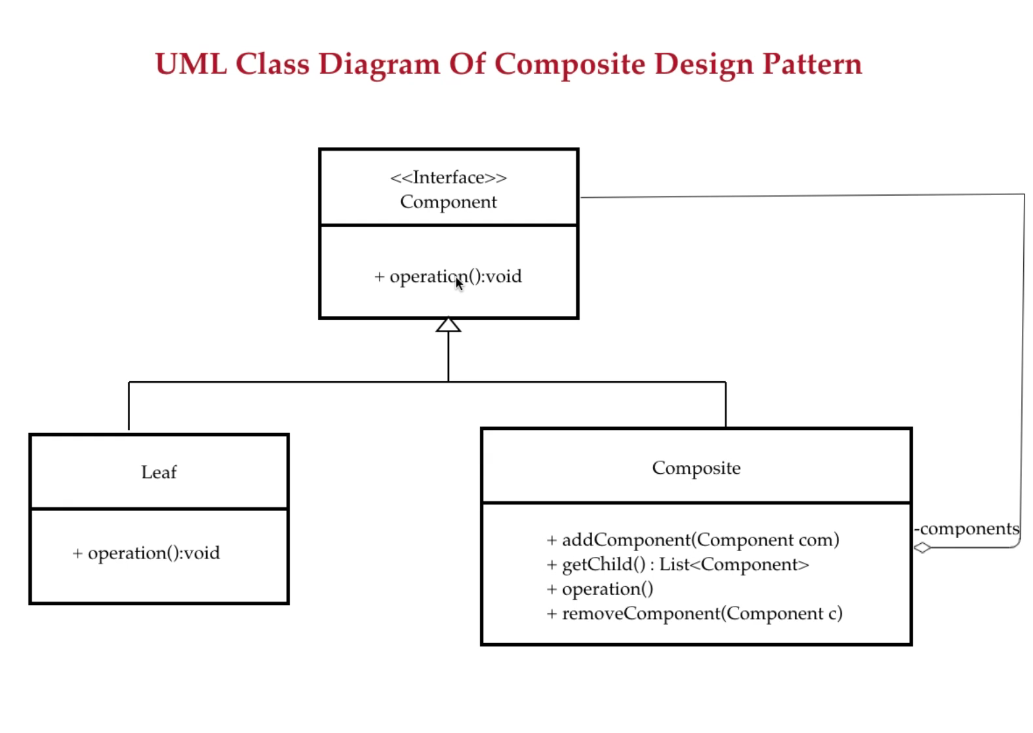 UML Class Diagram Of Composite Design Pattern
<<Interface>>
Component
+ operation():void
Leaf
+ operation():void
Composite
+ addComponent(Component com)
+ getChild() : List<Component>
+ operation()
+ removeComponent(Component c)
-components